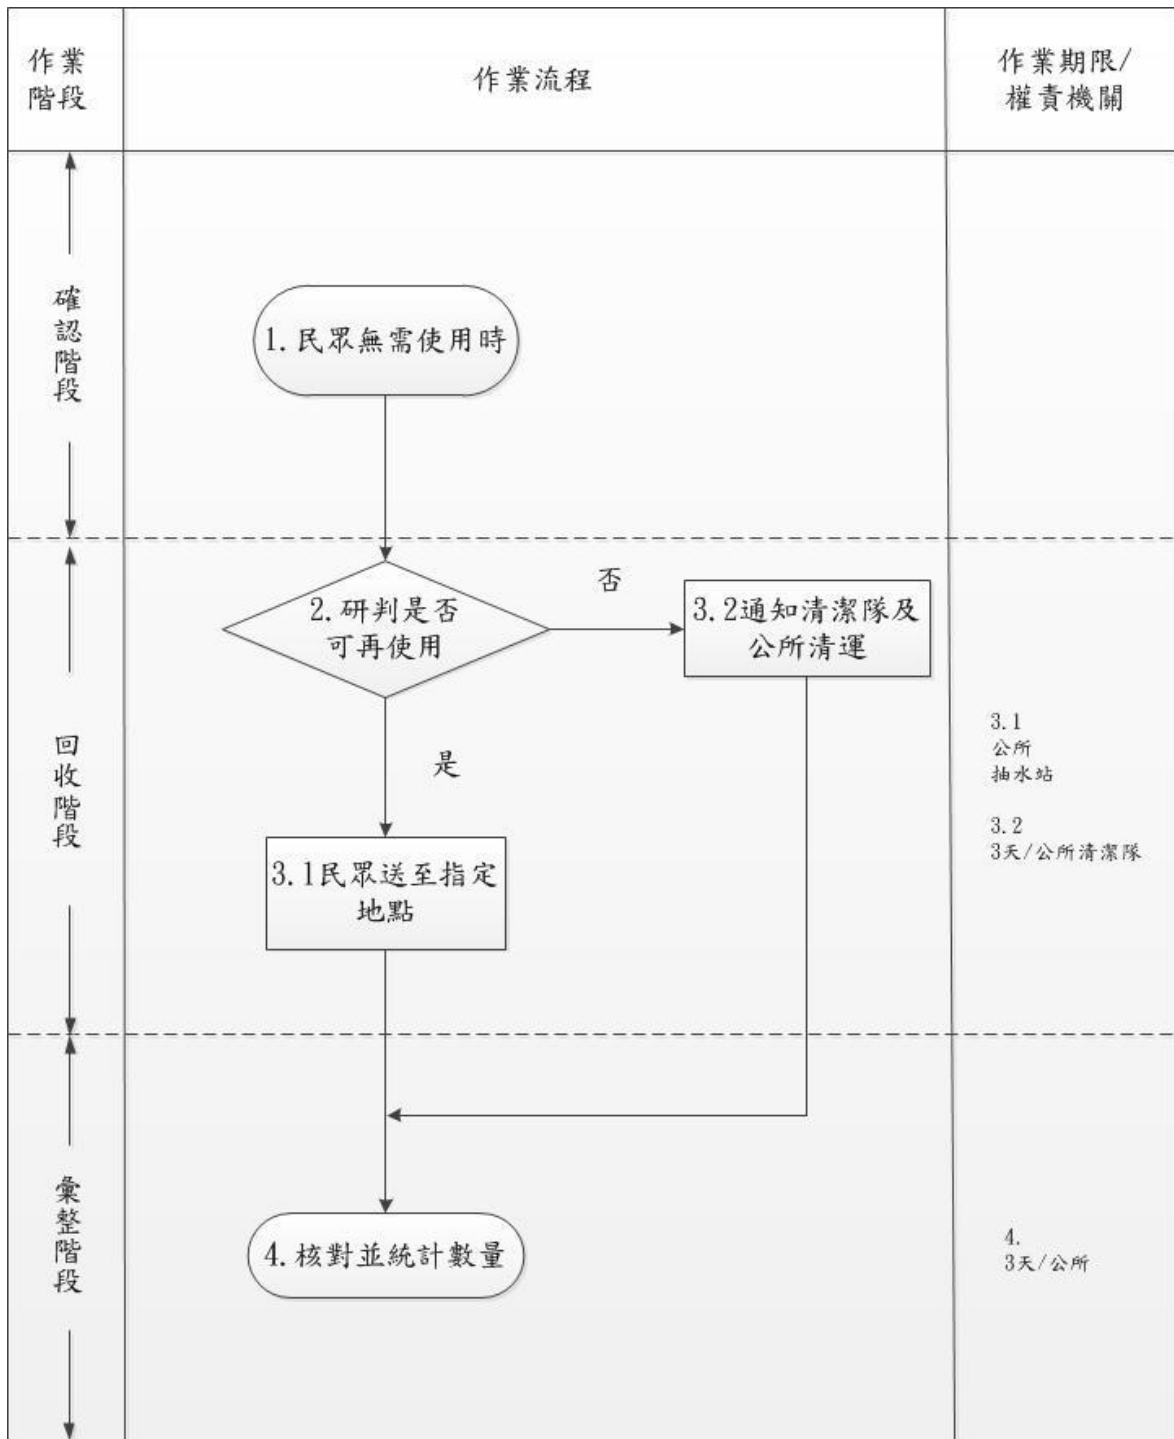 作業
階段
作業流程
作業期限/
權責機關
確認階段
1.民眾無需使用時
回收階段
2.研判是否
可再使用
否
3.2通知清潔隊及
公所清運
是
3.1民眾送至指定
地點
3.1
公所
抽水站
3.2
3天/公所清潔隊
彙整階段
4.核對並統計數量
4.
3天/公所